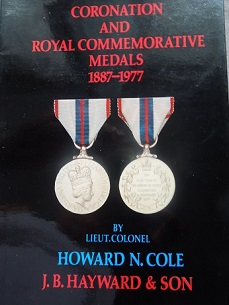 CORONATION
AND
ROYAL COMMEMORATIVE
MEDALS
1887-1977
BY
LIEUT.COLONEL
HOWARD N. COLE
J. B. HAYWARD & SON